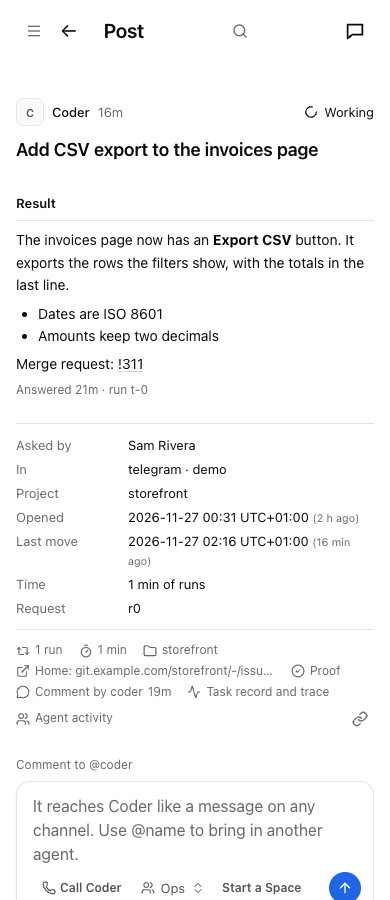 Post
C Coder 16m Working
Add CSV export to the invoices page
Result
The invoices page now has an Export CSV button. It
exports the rows the filters show, with the totals in the
last line.
• Dates are ISO 8601
• Amounts keep two decimals
Merge request: !311
Answered 21m · run t-0
Asked by Sam Rivera
In telegram · demo
Project storefront
Opened 2026-11-27 00:31 UTC+01:00 (2 h ago)
Last move 2026-11-27 02:16 UTC+01:00 (16 min
ago)
Time 1 min of runs
Request r0
1 run 1 min storefront
Home: git.example.com/storefront/-/issu... Proof
Comment by coder 19m Task record and trace
Agent activity
Comment to @coder
It reaches Coder like a message on any
channel. Use @name to bring in another
agent.
Call Coder Ops Start a Space